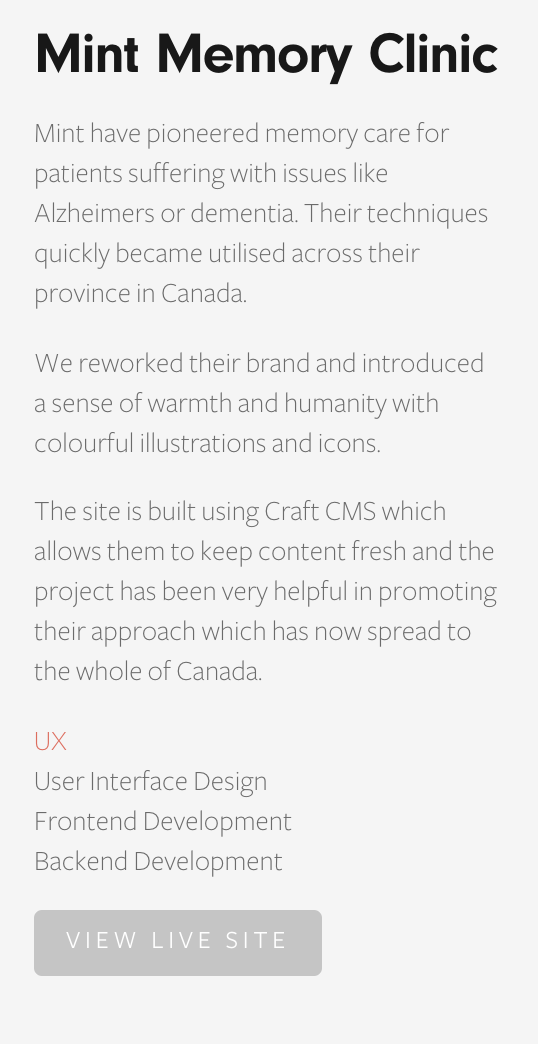 Mint Memory Clinic
Mint have pioneered memory care for
patients suffering with issues like
Alzheimers or dementia. Their techniques
quickly became utilised across their
province in Canada.
We reworked their brand and introduced
a sense of warmth and humanity with
colourful illustrations and icons.
The site is built using Craft CMS which
allows them to keep content fresh and the
project has been very helpful in promoting
their approach which has now spread to
the whole of Canada.
UX
User Interface Design
Frontend Development
Backend Development
VIEW LIVE SITE